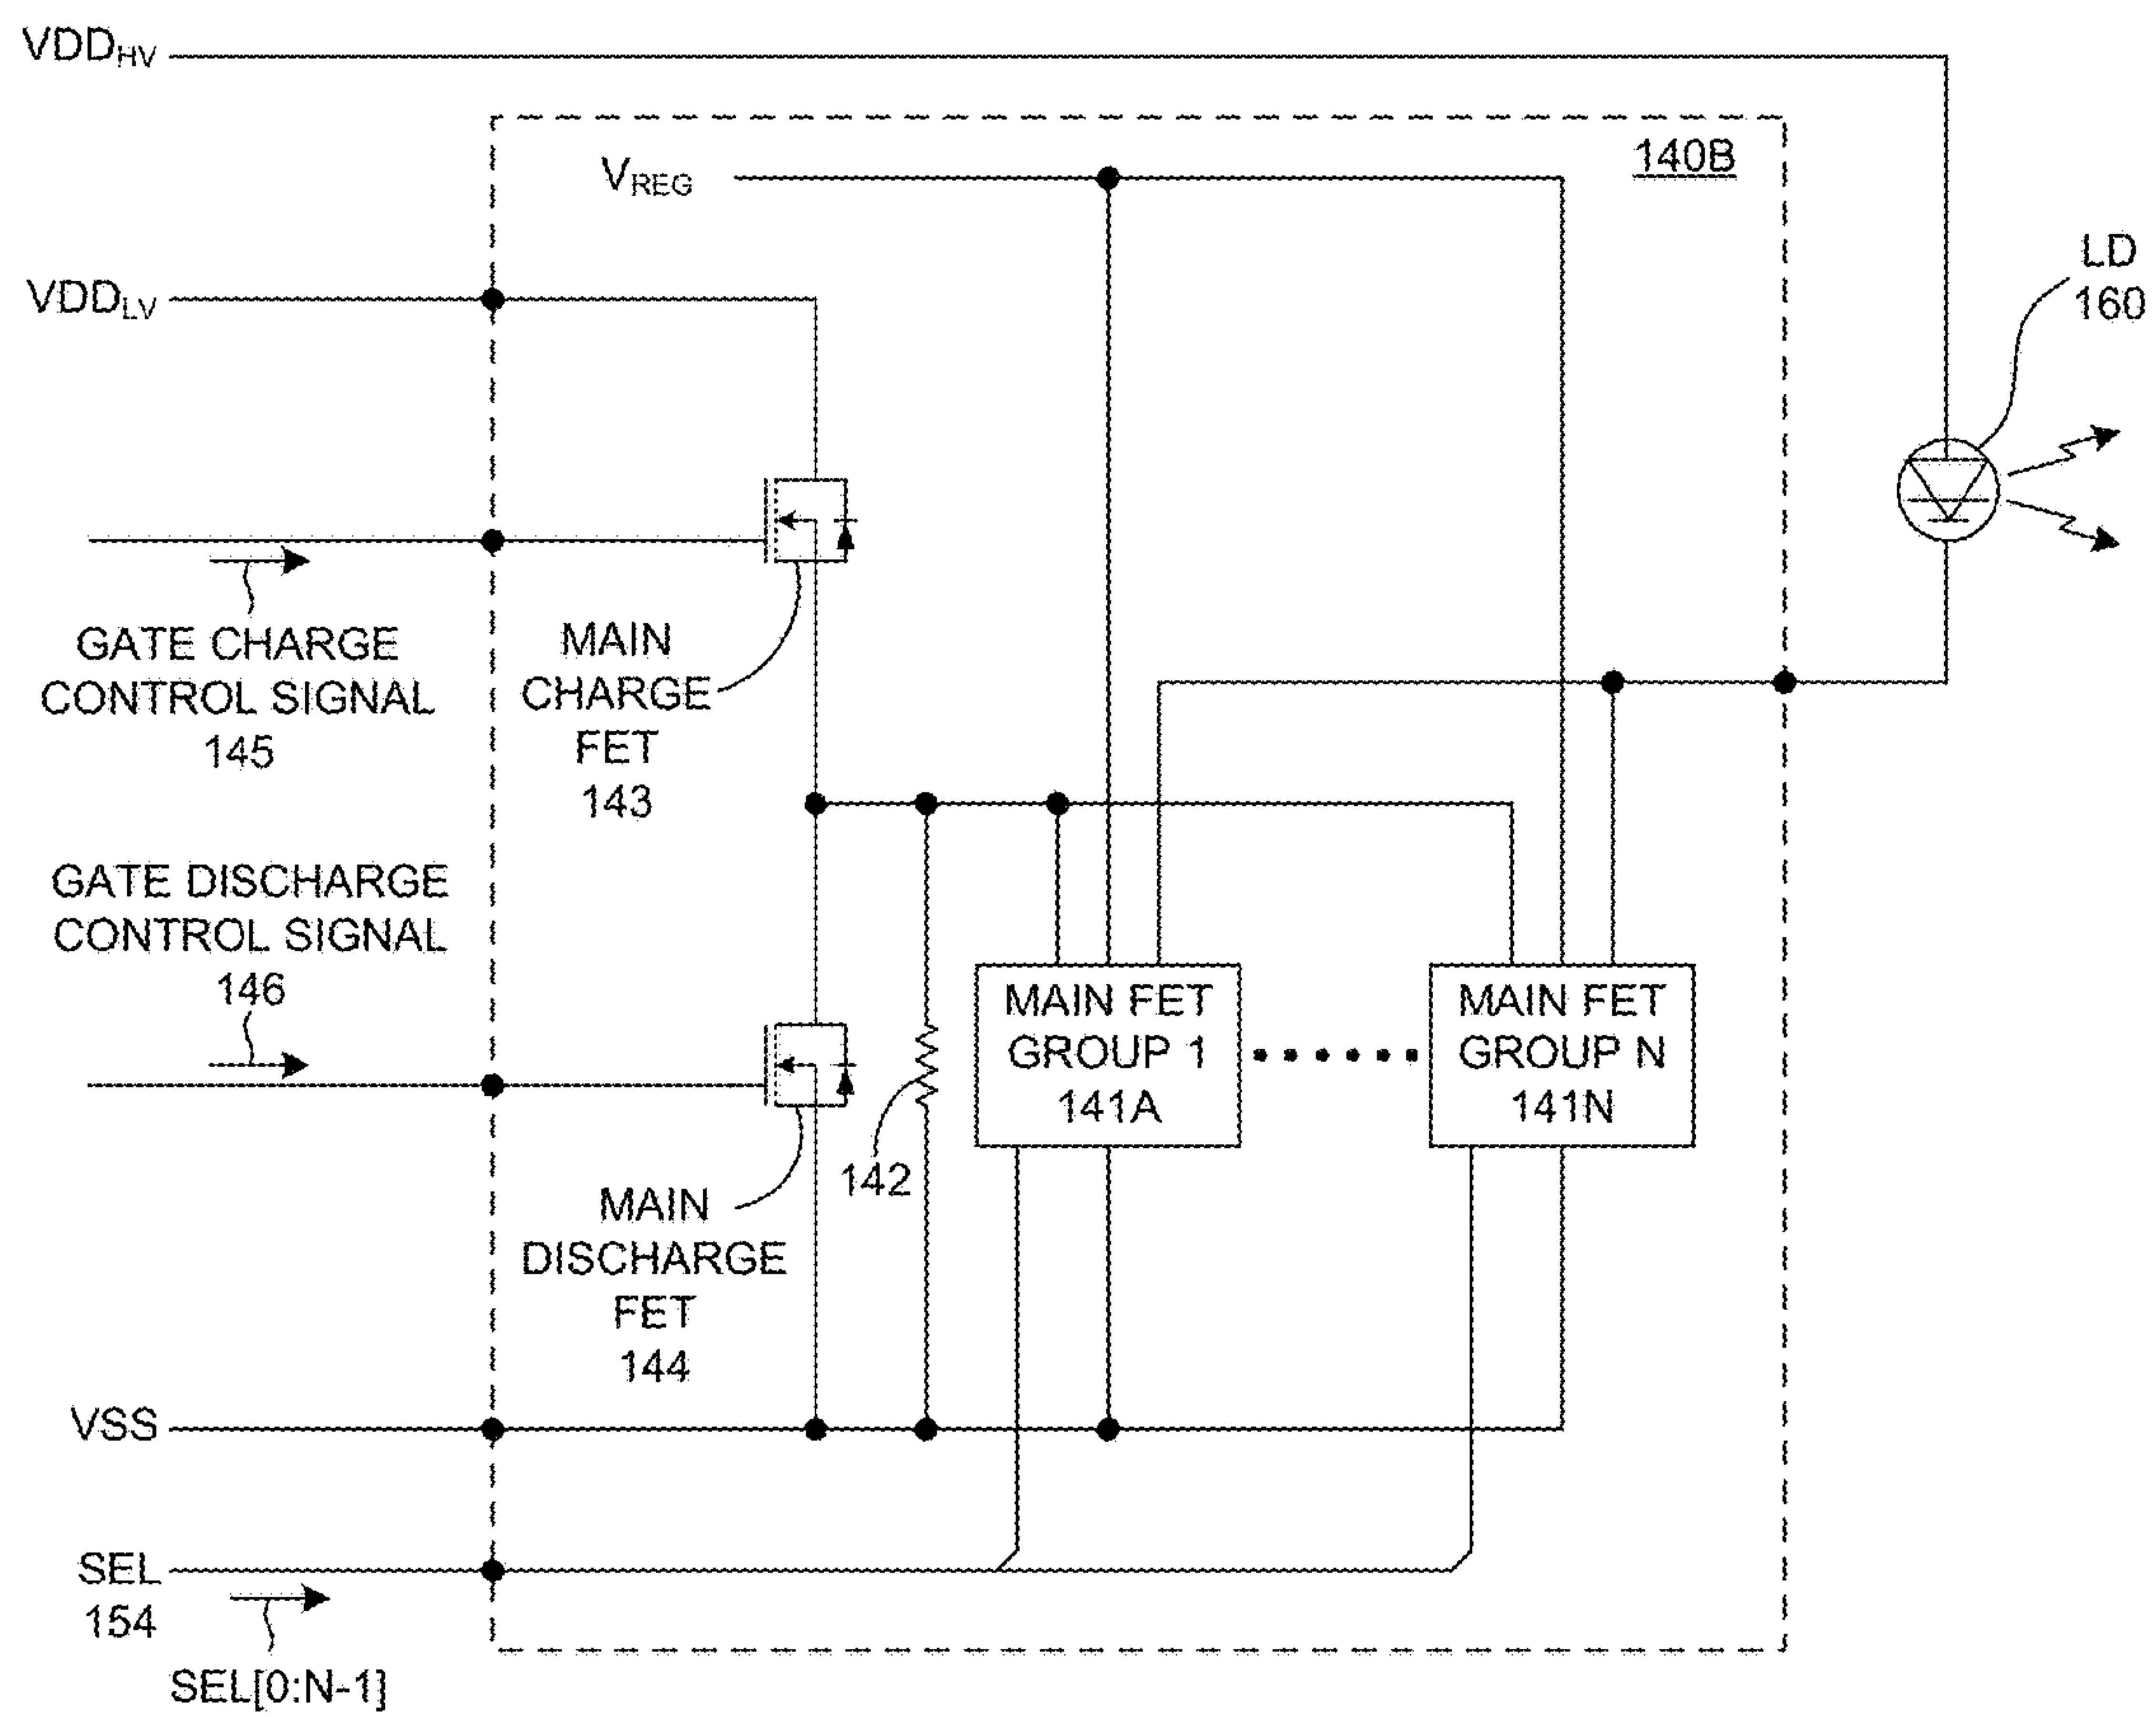 VDDHV
140B
VREG
LD
160
VDDLV
GATE CHARGE
CONTROL SIGNAL
145
MAIN
CHARGE
FET
143
GATE DISCHARGE
CONTROL SIGNAL
146
MAIN FET
GROUP 1
141A
MAIN FET
GROUP N
141N
142
MAIN
DISCHARGE
FET
144
VSS
SEL
154
SEL[0:N-1]